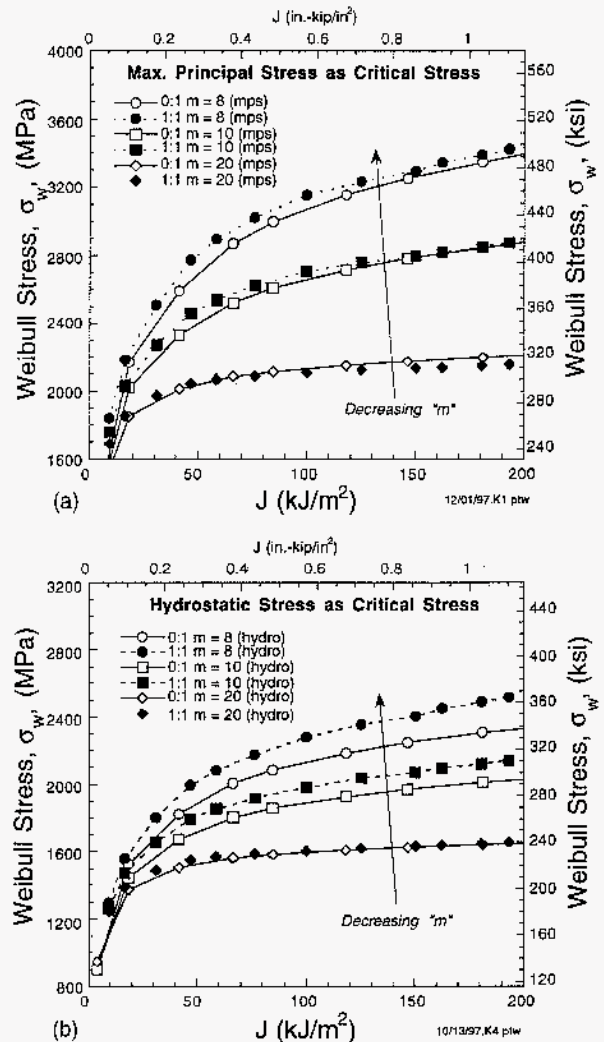 J (in.-kip/in²)
0 0.2 0.4 0.6 0.8 1
4000
3600
3200
2800
2400
2000
1600
Weibull Stress, σw, (MPa)
Max. Principal Stress as Critical Stress
0:1 m = 8 (mps)
1:1 m = 8 (mps)
0:1 m = 10 (mps)
1:1 m = 10 (mps)
0:1 m = 20 (mps)
1:1 m = 20 (mps)
Decreasing "m"
560
520
480
440
400
360
320
280
240
Weibull Stress, σw, (ksi)
0 50 100 150 200
(a)
J (kJ/m²)
12/01/97.K1 ptw
J (in.-kip/in²)
0 0.2 0.4 0.6 0.8 1
3200
2800
2400
2000
1600
1200
800
Weibull Stress, σw, (MPa)
Hydrostatic Stress as Critical Stress
0:1 m = 8 (hydro)
1:1 m = 8 (hydro)
0:1 m = 10 (hydro)
1:1 m = 10 (hydro)
0:1 m = 20 (hydro)
1:1 m = 20 (hydro)
Decreasing "m"
440
400
360
320
280
240
200
160
120
Weibull Stress, σw, (ksi)
0 50 100 150 200
(b)
J (kJ/m²)
10/13/97.K4 ptw